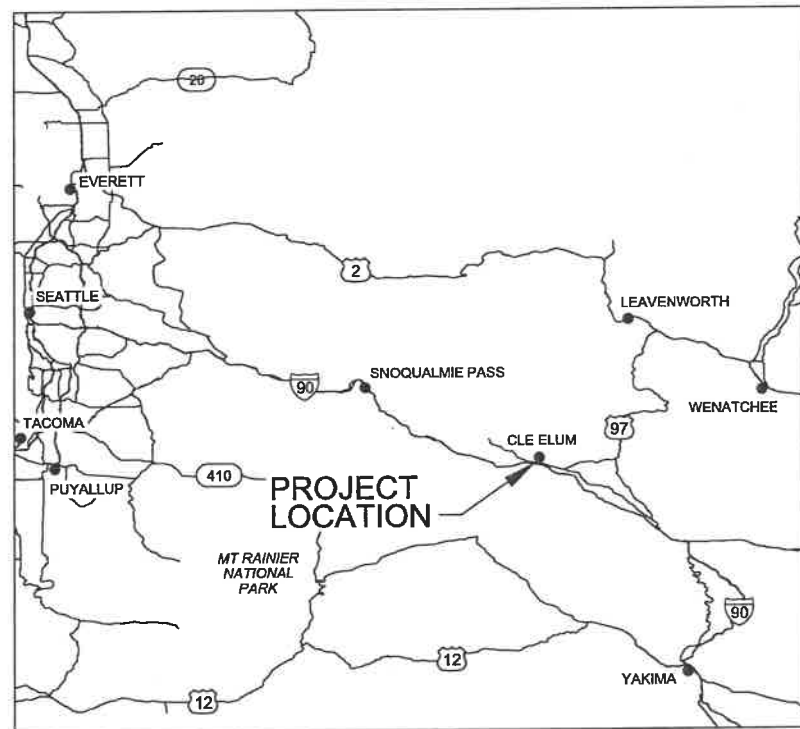 20
EVERETT
2
SEATTLE
LEAVENWORTH
SNOQUALMIE PASS
90
WENATCHEE
TACOMA
97
CLE ELUM
410
PUYALLUP
PROJECT
LOCATION
MT RAINIER
NATIONAL
PARK
90
12
YAKIMA
12